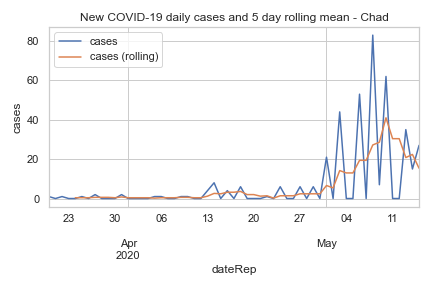 New COVID-19 daily cases and 5 day rolling mean - Chad
cases
cases (rolling)
80
60
40
20
0
cases
23 30 06 13 20 27 04 11
Apr May
2020
dateRep